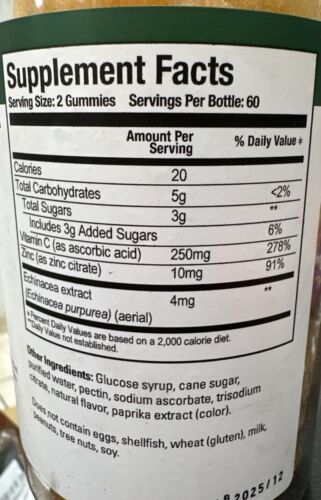 Supplement Facts
Serving Size: 2 Gummies Servings Per Bottle: 60
Amount Per Serving % Daily Value ‡
Calories 20
Total Carbohydrates 5g <2%
Total Sugars 3g **
Includes 3g Added Sugars 6%
Vitamin C (as ascorbic acid) 250mg 278%
Zinc (as zinc citrate) 10mg 91%
Echinacea extract 4mg **
(Echinacea purpurea) (aerial)
‡ Percent Daily Values are based on a 2,000 calorie diet.
**Daily Value not established.
Other Ingredients: Glucose syrup, cane sugar,
purified water, pectin, sodium ascorbate, trisodium
citrate, natural flavor, paprika extract (color).
Does not contain eggs, shellfish, wheat (gluten), milk,
peanuts, tree nuts, soy.
B 2025/12